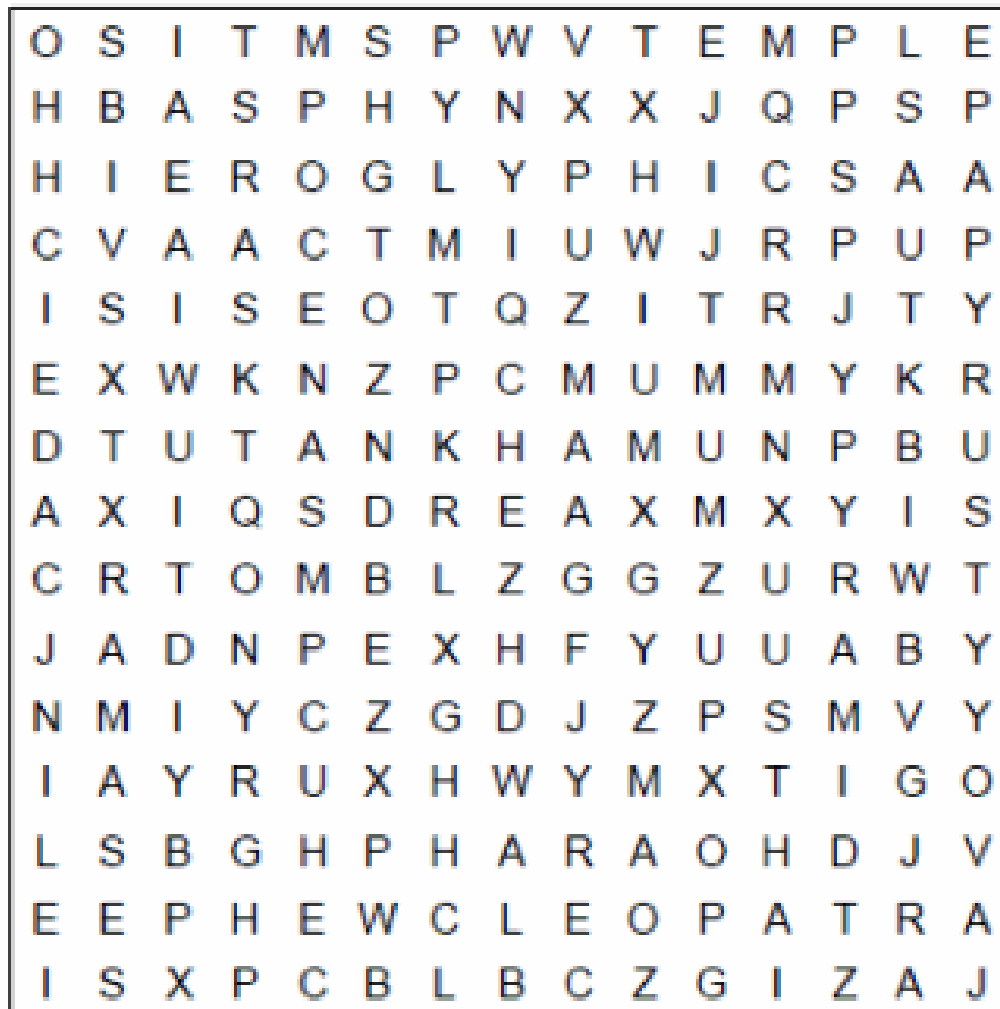 O S I T M S P W V T E M P L E
H B A S P H Y N X X J Q P S P
H I E R O G L Y P H I C S A A
C V A A C T M I U W J R P U P
I S I S E O T Q Z I T R J T Y
E X W K N Z P C M U M M Y K R
D T U T A N K H A M U N P B U
A X I Q S D R E A X M X Y I S
C R T O M B L Z G G Z U R W T
J A D N P E X H F Y U U A B Y
N M I Y C Z G D J Z P S M V Y
I A Y R U X H W Y M X T I G O
L S B G H P H A R A O H D J V
E E P H E W C L E O P A T R A
I S X P C B L B C Z G I Z A J